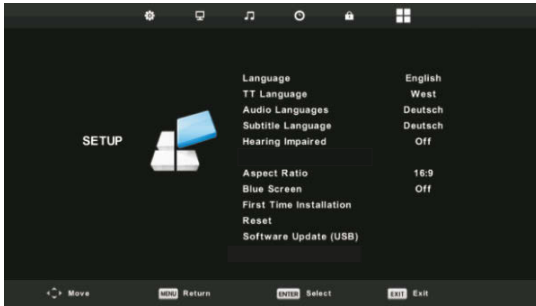 SETUP
Language English
TT Language West
Audio Languages Deutsch
Subtitle Language Deutsch
Hearing Impaired Off
Aspect Ratio 16:9
Blue Screen Off
First Time Installation
Reset
Software Update (USB)
Move MENU Return ENTER Select EXIT Exit